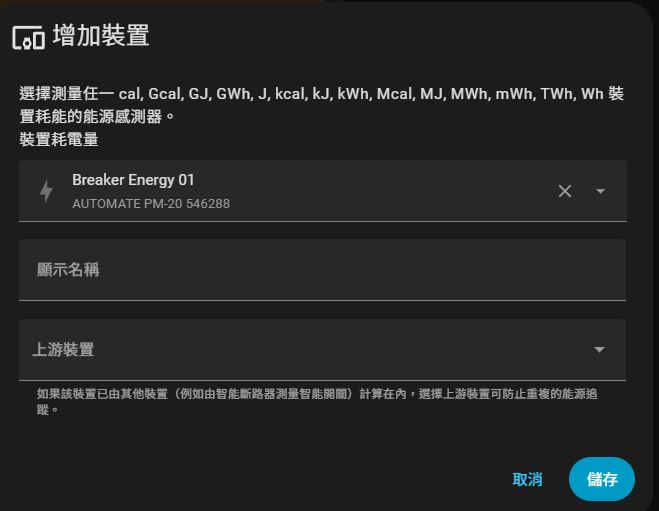 增加裝置
選擇測量任一 cal, Gcal, GJ, GWh, J, kcal, kJ, kWh, Mcal, MJ, MWh, mWh, TWh, Wh 裝
置耗能的能源感測器。
裝置耗電量
Breaker Energy 01
AUTOMATE PM-20 546288
顯示名稱
上游裝置
如果該裝置已由其他裝置（例如由智能斷路器測量智能開關）計算在內，選擇上游裝置可防止重複的能源追
蹤。
取消
儲存